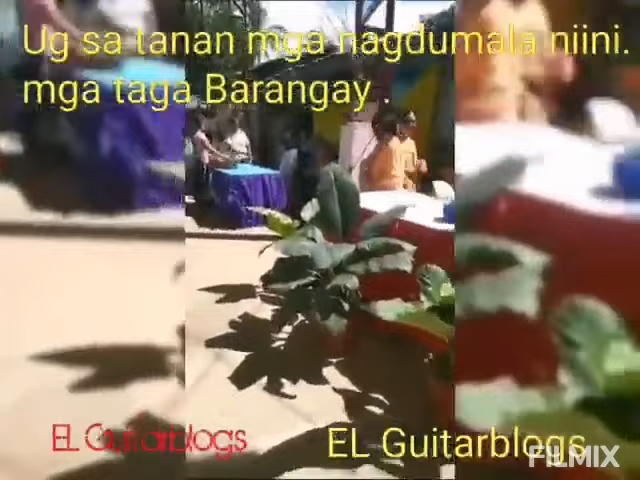 Ug sa tanan mga nagdumala niini.
mga taga Barangay
EL Guitarblogs
EL Guitarblogs
FILMIX